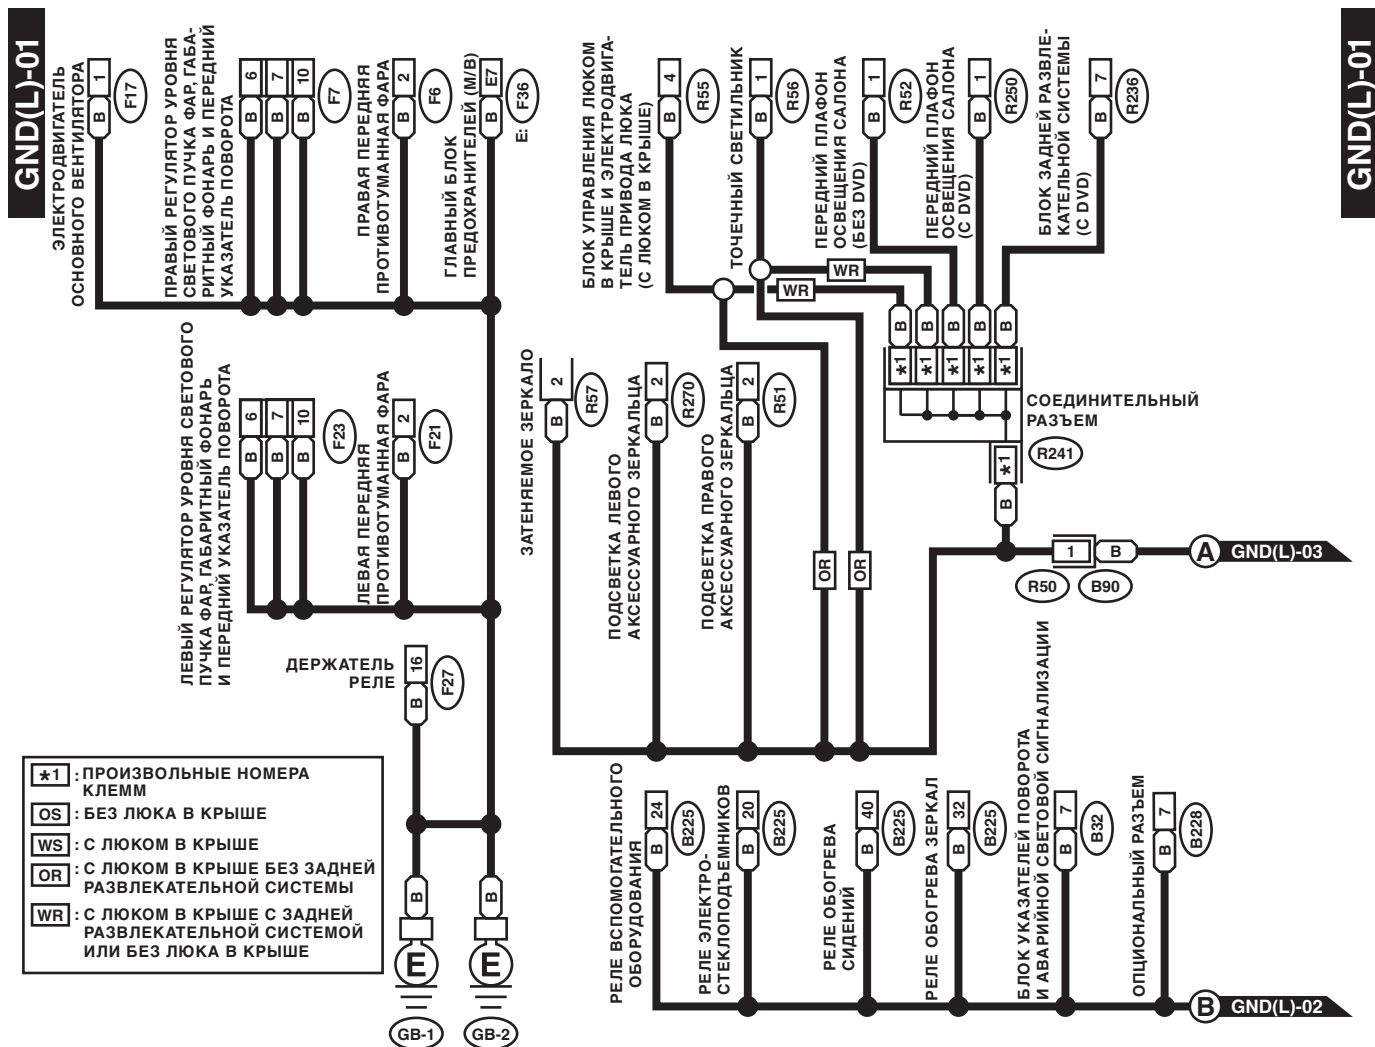 GND(L)-01
GND(L)-01
ЭЛЕКТРОДВИГАТЕЛЬ
ОСНОВНОГО ВЕНТИЛЯТОРА
1
B
F17
ПРАВЫЙ РЕГУЛЯТОР УРОВНЯ
СВЕТОВОГО ПУЧКА ФАР, ГАБА-
РИТНЫЙ ФОНАРЬ И ПЕРЕДНИЙ
УКАЗАТЕЛЬ ПОВОРОТА
6 7 10
B B B
F7
ПРАВАЯ ПЕРЕДНЯЯ
ПРОТИВОТУМАННАЯ ФАРА
2
B
F6
ГЛАВНЫЙ БЛОК
ПРЕДОХРАНИТЕЛЕЙ (M/B)
E7
B
E: F36
БЛОК УПРАВЛЕНИЯ ЛЮКОМ
В КРЫШЕ И ЭЛЕКТРОДВИГА-
ТЕЛЬ ПРИВОДА ЛЮКА
(С ЛЮКОМ В КРЫШЕ)
4
B
R55
ТОЧЕЧНЫЙ СВЕТИЛЬНИК
1
B
R56
ПЕРЕДНИЙ ПЛАФОН
ОСВЕЩЕНИЯ САЛОНА
(БЕЗ DVD)
1
B
R52
ПЕРЕДНИЙ ПЛАФОН
ОСВЕЩЕНИЯ САЛОНА
(С DVD)
1
B
R250
БЛОК ЗАДНЕЙ РАЗВЛЕ-
КАТЕЛЬНОЙ СИСТЕМЫ
(С DVD)
7
B
R236
WR
WR
B B B B B
*1 *1 *1 *1 *1
СОЕДИНИТЕЛЬНЫЙ
РАЗЪЕМ
R241
*1
B
ЛЕВЫЙ РЕГУЛЯТОР УРОВНЯ СВЕТОВОГО
ПУЧКА ФАР, ГАБАРИТНЫЙ ФОНАРЬ
И ПЕРЕДНИЙ УКАЗАТЕЛЬ ПОВОРОТА
6 7 10
B B B
F23
ЛЕВАЯ ПЕРЕДНЯЯ
ПРОТИВОТУМАННАЯ ФАРА
2
B
F21
ЗАТЕНЯЕМОЕ ЗЕРКАЛО
2
B
R57
ПОДСВЕТКА ЛЕВОГО
АКСЕССУАРНОГО ЗЕРКАЛЬЦА
2
B
R270
ПОДСВЕТКА ПРАВОГО
АКСЕССУАРНОГО ЗЕРКАЛЬЦА
2
B
R51
OR OR
1 B
R50 B90
A GND(L)-03
ДЕРЖАТЕЛЬ
РЕЛЕ
16
B
F27
*1 : ПРОИЗВОЛЬНЫЕ НОМЕРА
КЛЕММ
OS : БЕЗ ЛЮКА В КРЫШЕ
WS : С ЛЮКОМ В КРЫШЕ
OR : С ЛЮКОМ В КРЫШЕ БЕЗ ЗАДНЕЙ
РАЗВЛЕКАТЕЛЬНОЙ СИСТЕМЫ
WR : С ЛЮКОМ В КРЫШЕ С ЗАДНЕЙ
РАЗВЛЕКАТЕЛЬНОЙ СИСТЕМОЙ
ИЛИ БЕЗ ЛЮКА В КРЫШЕ
B B
E E
GB-1 GB-2
РЕЛЕ ВСПОМОГАТЕЛЬНОГО
ОБОРУДОВАНИЯ
24
B
B225
РЕЛЕ ЭЛЕКТРО-
СТЕКЛОПОДЪЕМНИКОВ
20
B
B225
РЕЛЕ ОБОГРЕВА
СИДЕНИЙ
40
B
B225
РЕЛЕ ОБОГРЕВА ЗЕРКАЛ
32
B
B225
БЛОК УКАЗАТЕЛЕЙ ПОВОРОТА
И АВАРИЙНОЙ СВЕТОВОЙ СИГНАЛИЗАЦИИ
7
B
B32
ОПЦИОНАЛЬНЫЙ РАЗЪЕМ
7
B
B228
B GND(L)-02